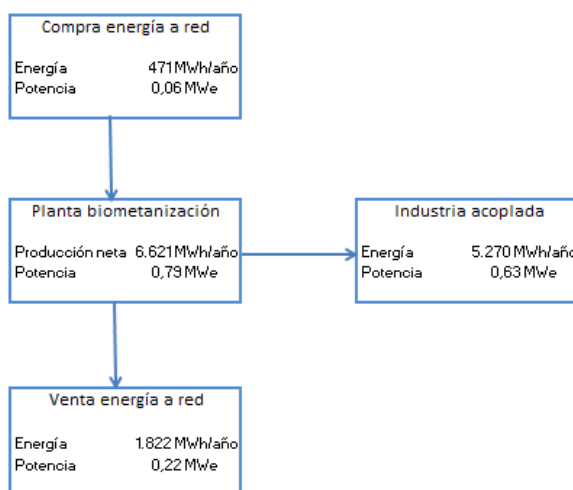 Compra energía a red
Energía 471 MWh/año
Potencia 0,06 MWe
Planta biometanización
Producción neta 6.621 MWh/año
Potencia 0,79 MWe
Industria acoplada
Energía 5.270 MWh/año
Potencia 0,63 MWe
Venta energía a red
Energía 1.822 MWh/año
Potencia 0,22 MWe